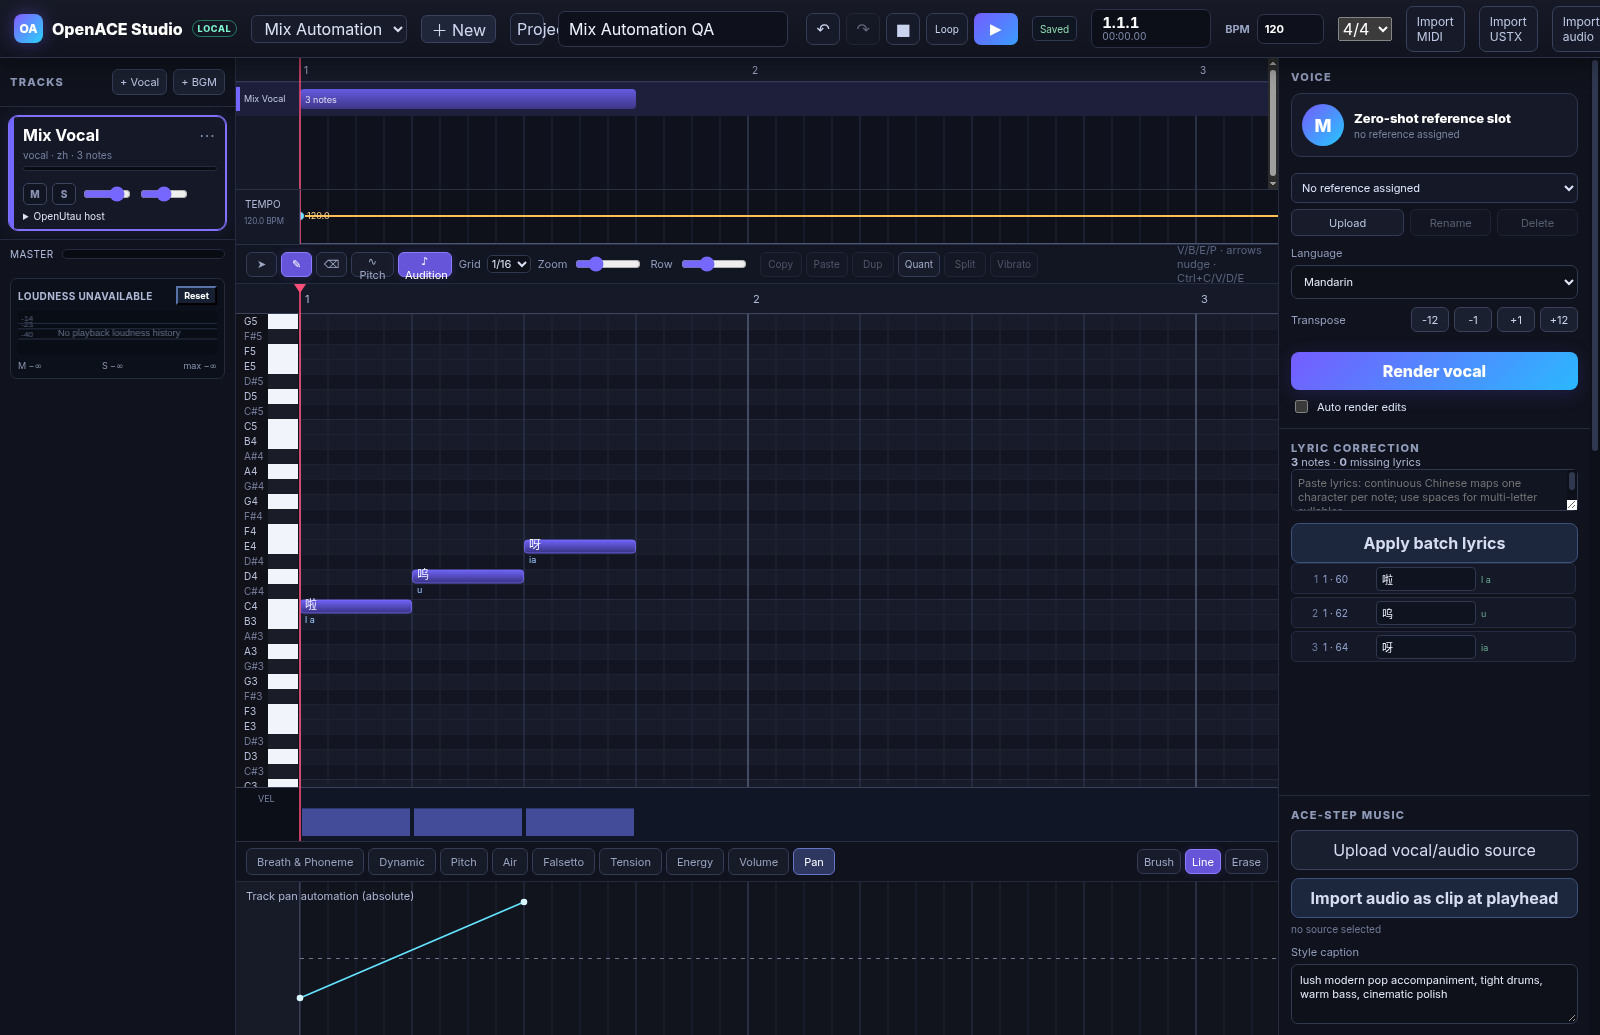 OA OpenACE Studio LOCAL Mix Automation + New Mix Automation QA Loop Saved 1.1.1 00:00.00 BPM 120 4/4 Import MIDI Import USTX Import audio
TRACKS + Vocal + BGM
Mix Vocal
vocal · zh · 3 notes
M S
OpenUtau host
MASTER
LOUDNESS UNAVAILABLE Reset
-14
-23
-40
No playback loudness history
M −∞ S −∞ max −∞
1 2 3
Mix Vocal 3 notes
TEMPO
120.0 BPM
120.0
Pitch Audition Grid 1/16 Zoom Row Copy Paste Dup Quant Split Vibrato
V/B/E/P · arrows
nudge ·
Ctrl+C/V/D/E
1 2 3
G5
F#5
F5
E5
D#5
D5
C#5
C5
B4
A#4
A4
G#4
G4
F#4
F4
E4 呀
D#4 ia
D4 呜
C#4 u
C4 啦
B3 l a
A#3
A3
G#3
G3
F#3
F3
E3
D#3
D3
C#3
C3
VEL
Breath & Phoneme Dynamic Pitch Air Falsetto Tension Energy Volume Pan Brush Line Erase
Track pan automation (absolute)
VOICE
M Zero-shot reference slot
no reference assigned
No reference assigned
Upload Rename Delete
Language
Mandarin
Transpose -12 -1 +1 +12
Render vocal
Auto render edits
LYRIC CORRECTION
3 notes · 0 missing lyrics
Paste lyrics: continuous Chinese maps one
character per note; use spaces for multi-letter
Apply batch lyrics
1 1 · 60 啦 l a
2 1 · 62 呜 u
3 1 · 64 呀 ia
ACE-STEP MUSIC
Upload vocal/audio source
Import audio as clip at playhead
no source selected
Style caption
lush modern pop accompaniment, tight drums,
warm bass, cinematic polish